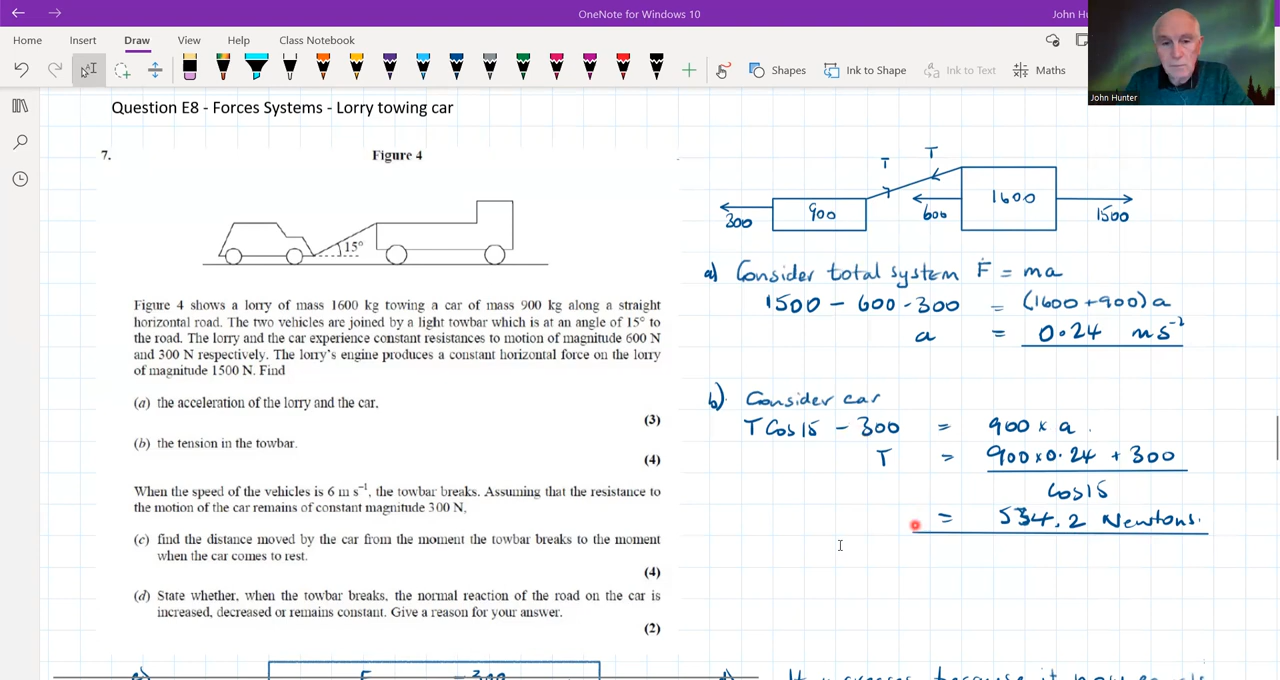 OneNote for Windows 10
John Hu
Home Insert Draw View Help Class Notebook
Shapes Ink to Shape Ink to Text Maths
John Hunter
Question E8 - Forces Systems - Lorry towing car
7.
Figure 4
15°
Figure 4 shows a lorry of mass 1600 kg towing a car of mass 900 kg along a straight
horizontal road. The two vehicles are joined by a light towbar which is at an angle of 15° to
the road. The lorry and the car experience constant resistances to motion of magnitude 600 N
and 300 N respectively. The lorry's engine produces a constant horizontal force on the lorry
of magnitude 1500 N. Find
(a) the acceleration of the lorry and the car,
(3)
(b) the tension in the towbar.
(4)
When the speed of the vehicles is 6 m s⁻¹, the towbar breaks. Assuming that the resistance to
the motion of the car remains of constant magnitude 300 N,
(c) find the distance moved by the car from the moment the towbar breaks to the moment
when the car comes to rest.
(4)
(d) State whether, when the towbar breaks, the normal reaction of the road on the car is
increased, decreased or remains constant. Give a reason for your answer.
(2)
T T
300 900 600 1600 1500
a) Consider total system F = ma
1500 - 600 - 300 = (1600 + 900) a
a = 0.24 ms⁻²
b) Consider car
T Cos 15 - 300 = 900 x a
T = 900 x 0.24 + 300
Cos 15
= 534.2 Newtons.